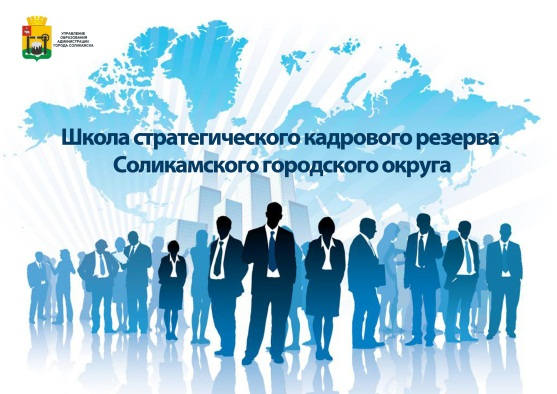 УПРАВЛЕНИЕ
ОБРАЗОВАНИЯ
АДМИНИСТРАЦИИ
ГОРОДА СОЛИКАМСКА
Школа стратегического кадрового резерва
Соликамского городского округа